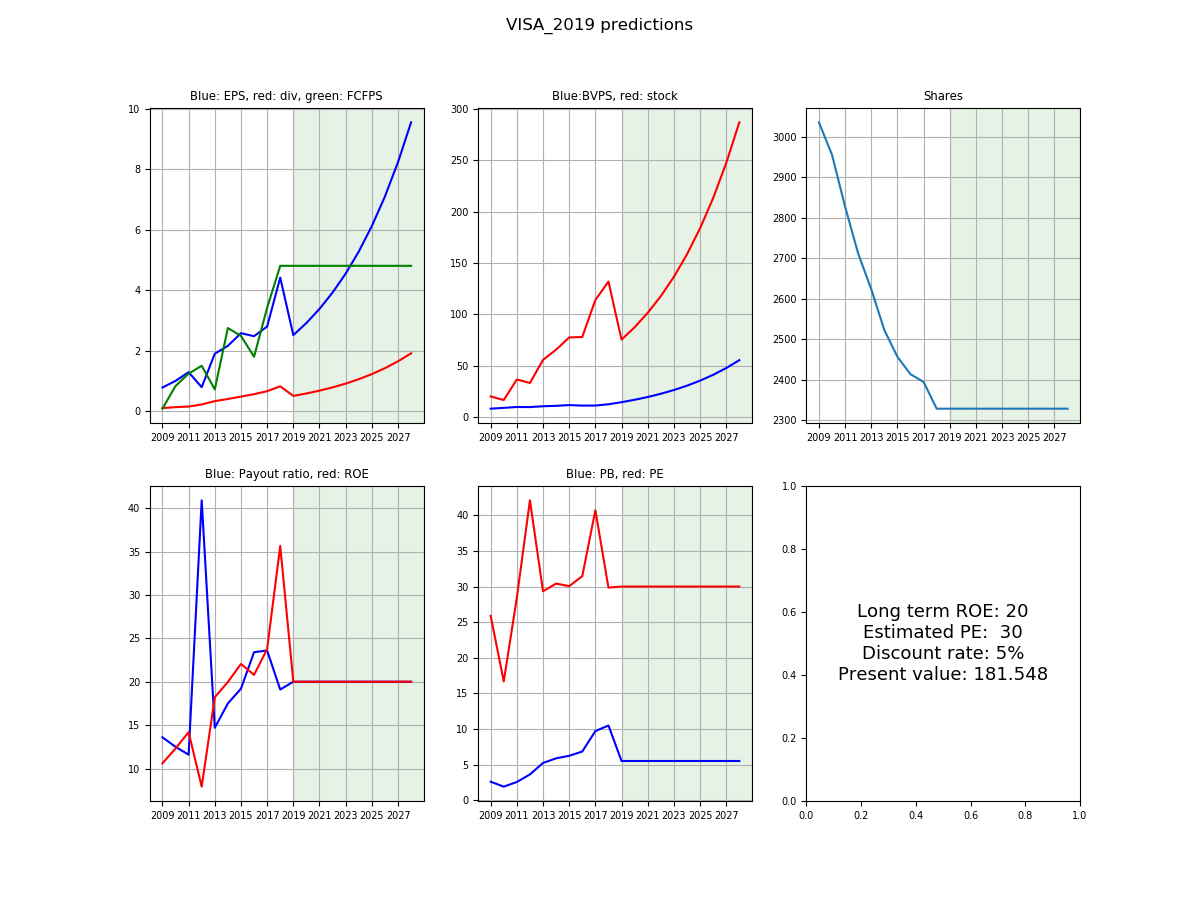 VISA_2019 predictions
Blue: EPS, red: div, green: FCFPS
10
8
6
4
2
0
2009 2011 2013 2015 2017 2019 2021 2023 2025 2027
Blue:BVPS, red: stock
300
250
200
150
100
50
0
2009 2011 2013 2015 2017 2019 2021 2023 2025 2027
Shares
3000
2900
2800
2700
2600
2500
2400
2300
2009 2011 2013 2015 2017 2019 2021 2023 2025 2027
Blue: Payout ratio, red: ROE
40
35
30
25
20
15
10
2009 2011 2013 2015 2017 2019 2021 2023 2025 2027
Blue: PB, red: PE
40
35
30
25
20
15
10
5
0
2009 2011 2013 2015 2017 2019 2021 2023 2025 2027
1.0
0.8
0.6
0.4
0.2
0.0
Long term ROE: 20
Estimated PE:  30
Discount rate: 5%
Present value: 181.548
0.0 0.2 0.4 0.6 0.8 1.0